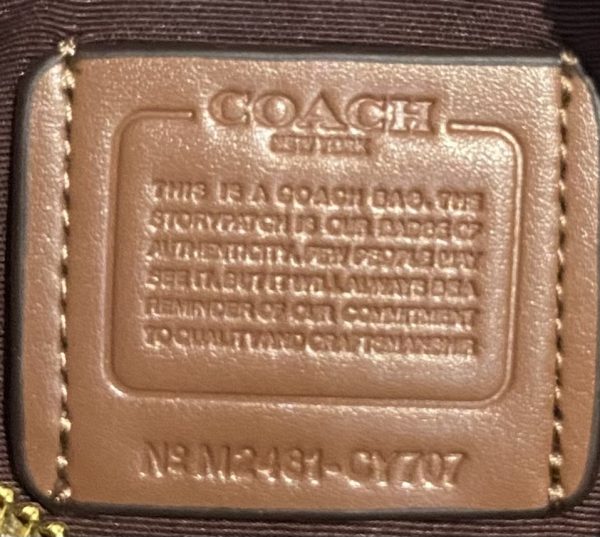 COACH
NEW YORK
THIS IS A COACH BAG. THE
STORYPATCH IS OUR BADGE OF
AUTHENTICITY. FEW PEOPLE MAY
SEE IT, BUT IT WILL ALWAYS BE A
REMINDER OF OUR COMMITMENT
TO QUALITY AND CRAFTSMANSHIP.
Nº M2461-CY707